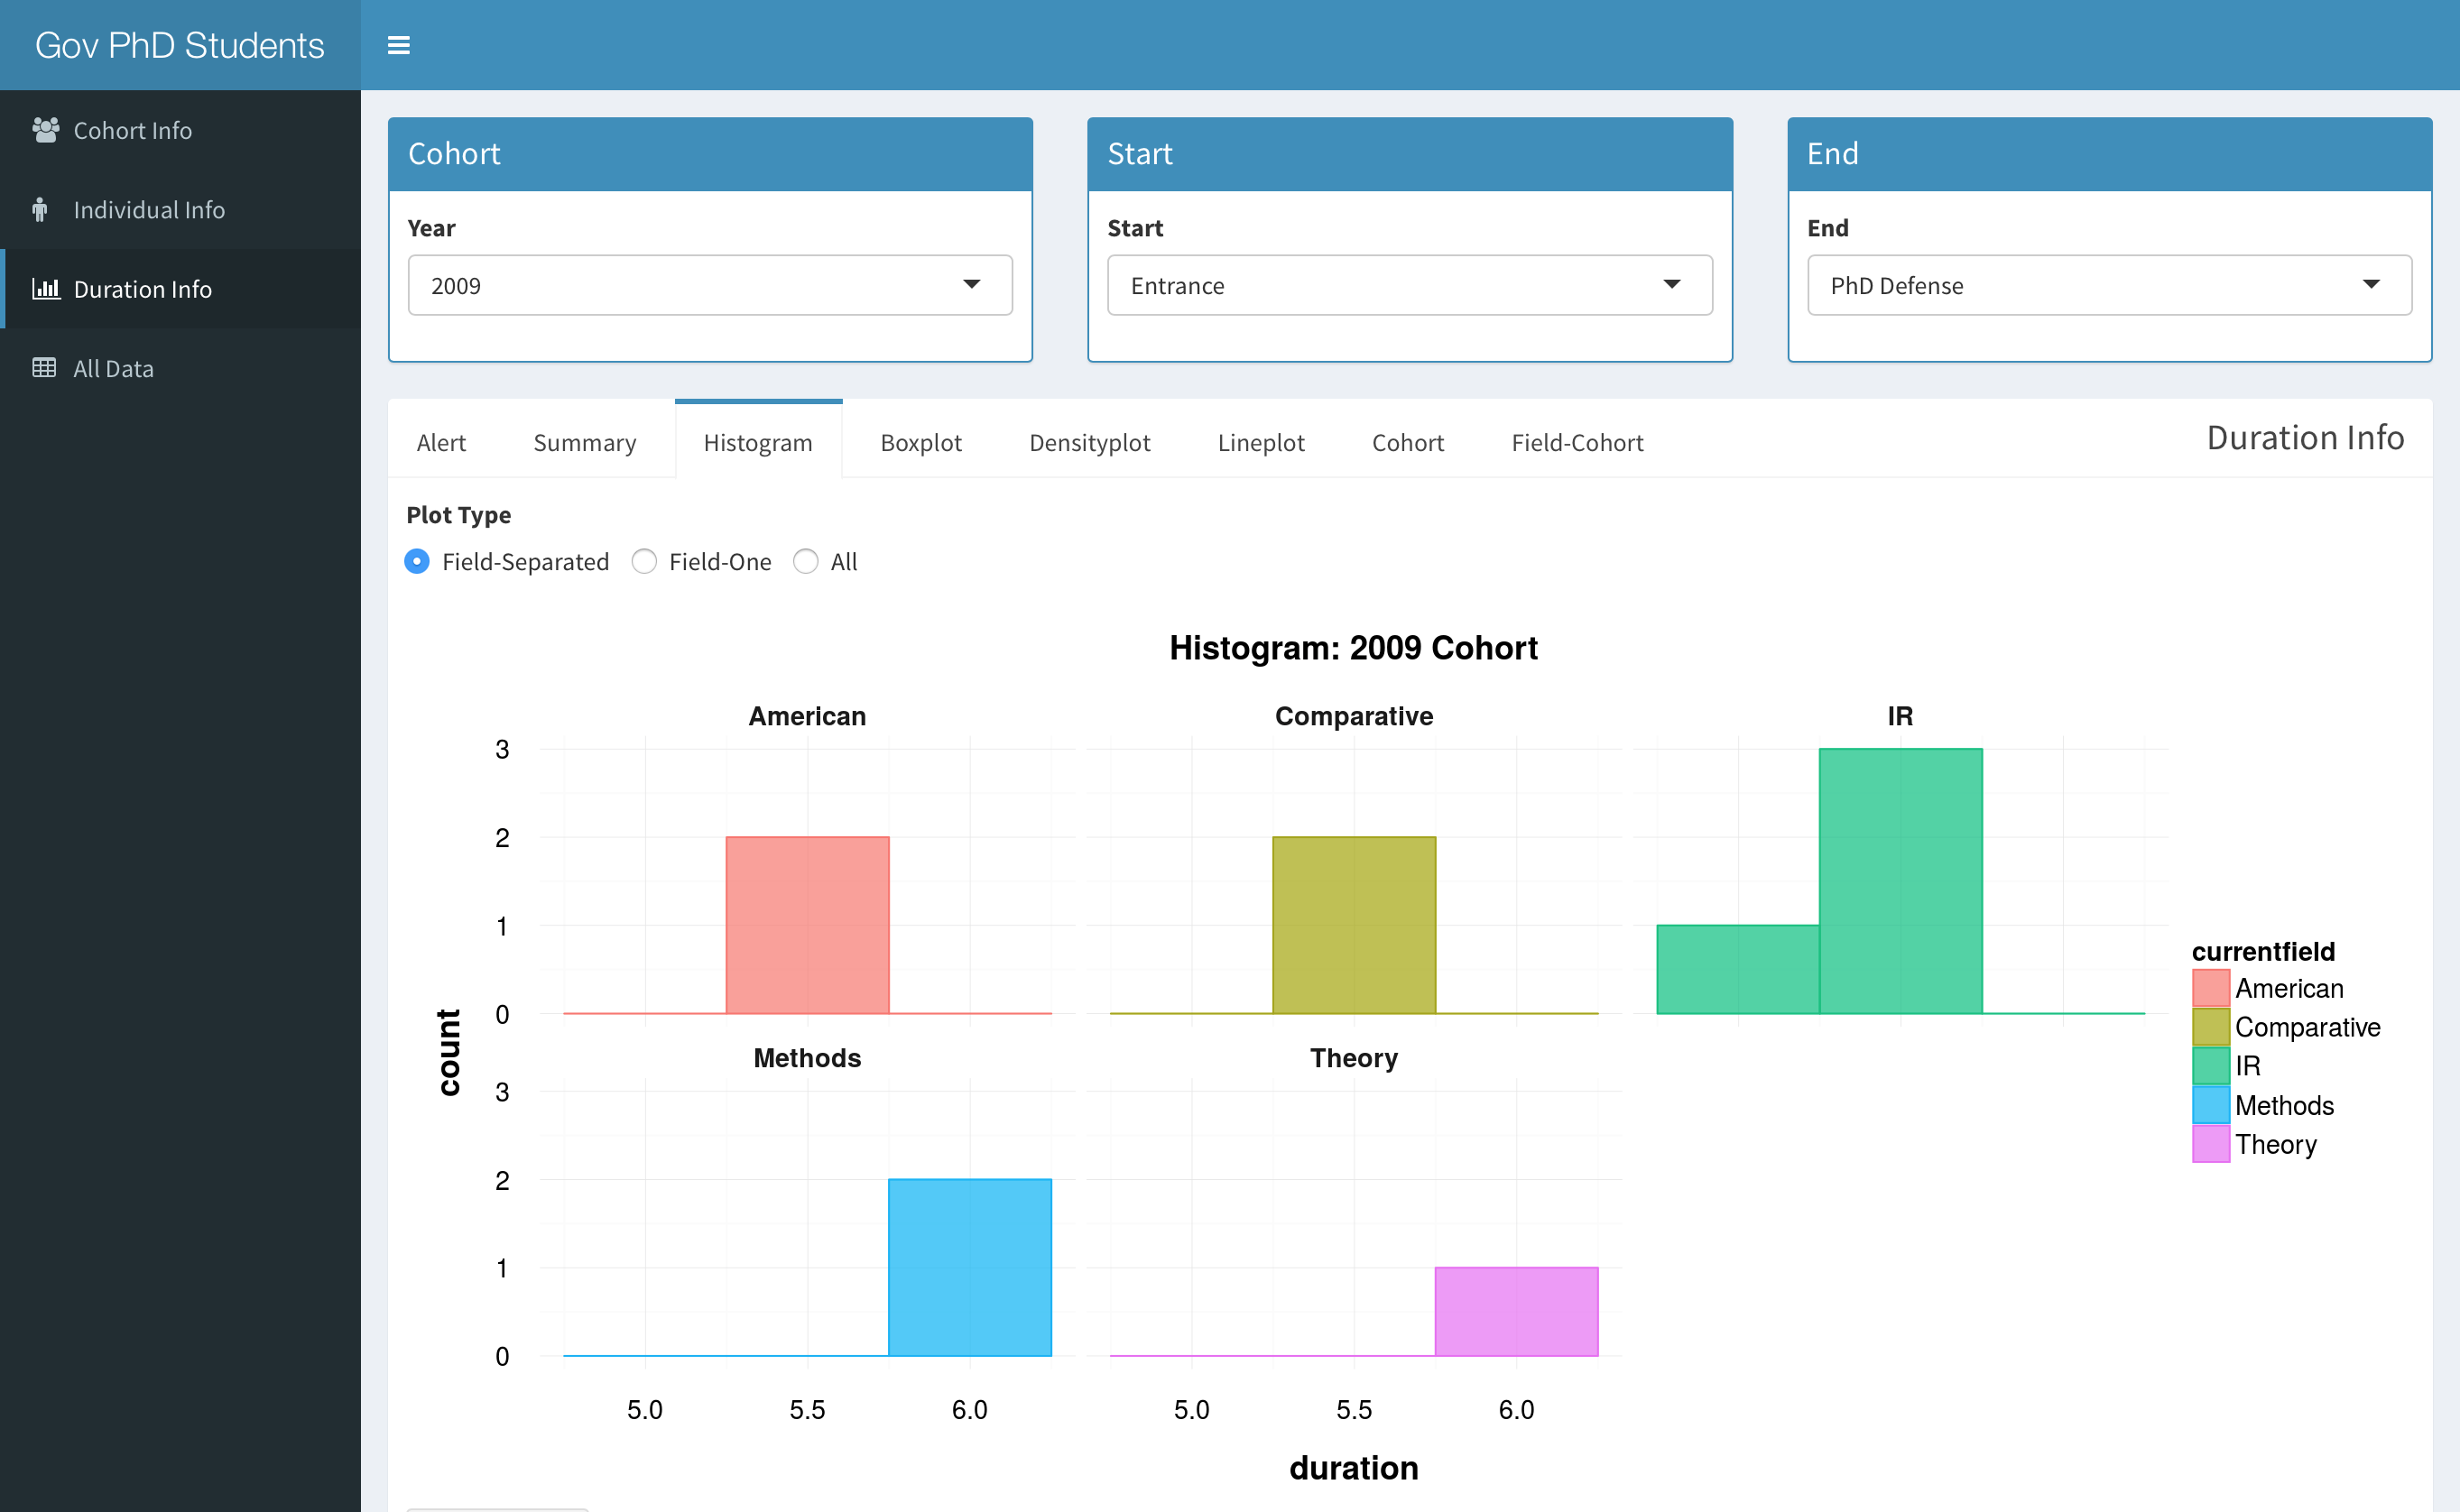 Gov PhD Students
Cohort Info
Individual Info
Duration Info
All Data
Cohort
Year
2009
Start
Start
Entrance
End
End
PhD Defense
Alert Summary Histogram Boxplot Densityplot Lineplot Cohort Field-Cohort Duration Info
Plot Type
Field-Separated Field-One All
Histogram: 2009 Cohort
American Comparative IR
3
2
1
0
count
Methods Theory
3
2
1
0
5.0 5.5 6.0 5.0 5.5 6.0
duration
currentfield
American
Comparative
IR
Methods
Theory